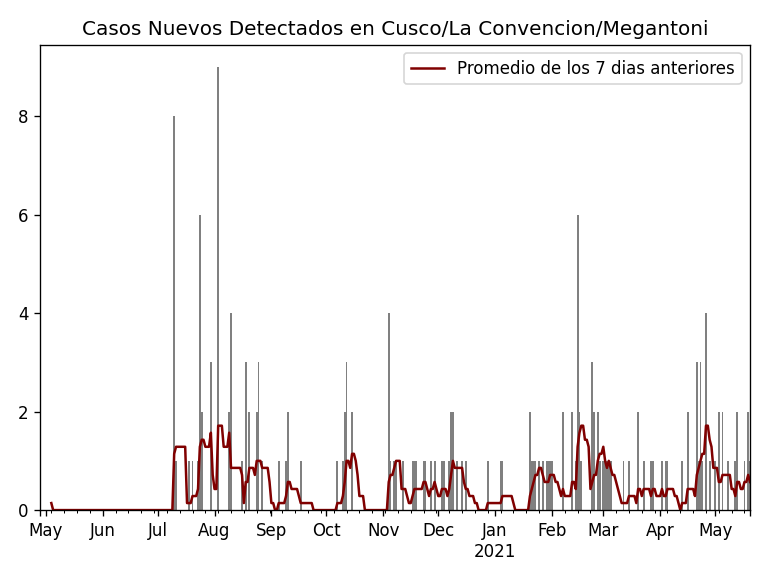 Casos Nuevos Detectados en Cusco/La Convencion/Megantoni
Promedio de los 7 dias anteriores
8
6
4
2
0
May Jun Jul Aug Sep Oct Nov Dec Jan Feb Mar Apr May
2021